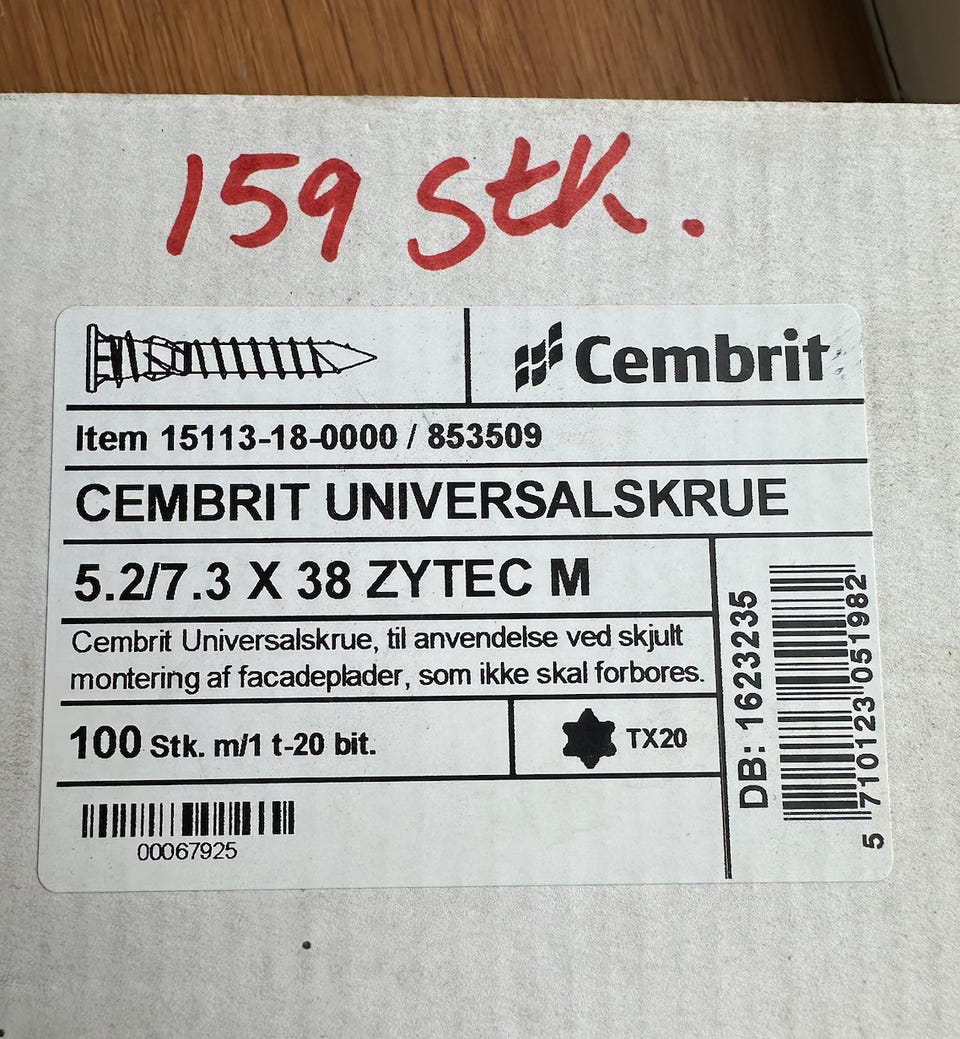 159 Stk.
Cembrit
Item 15113-18-0000 / 853509
CEMBRIT UNIVERSALSKRUE
5.2/7.3 X 38 ZYTEC M
Cembrit Universalskrue, til anvendelse ved skjult
montering af facadeplader, som ikke skal forbores.
100 Stk. m/1 t-20 bit.
TX20
00067925
DB: 1623235
5 710123 051982